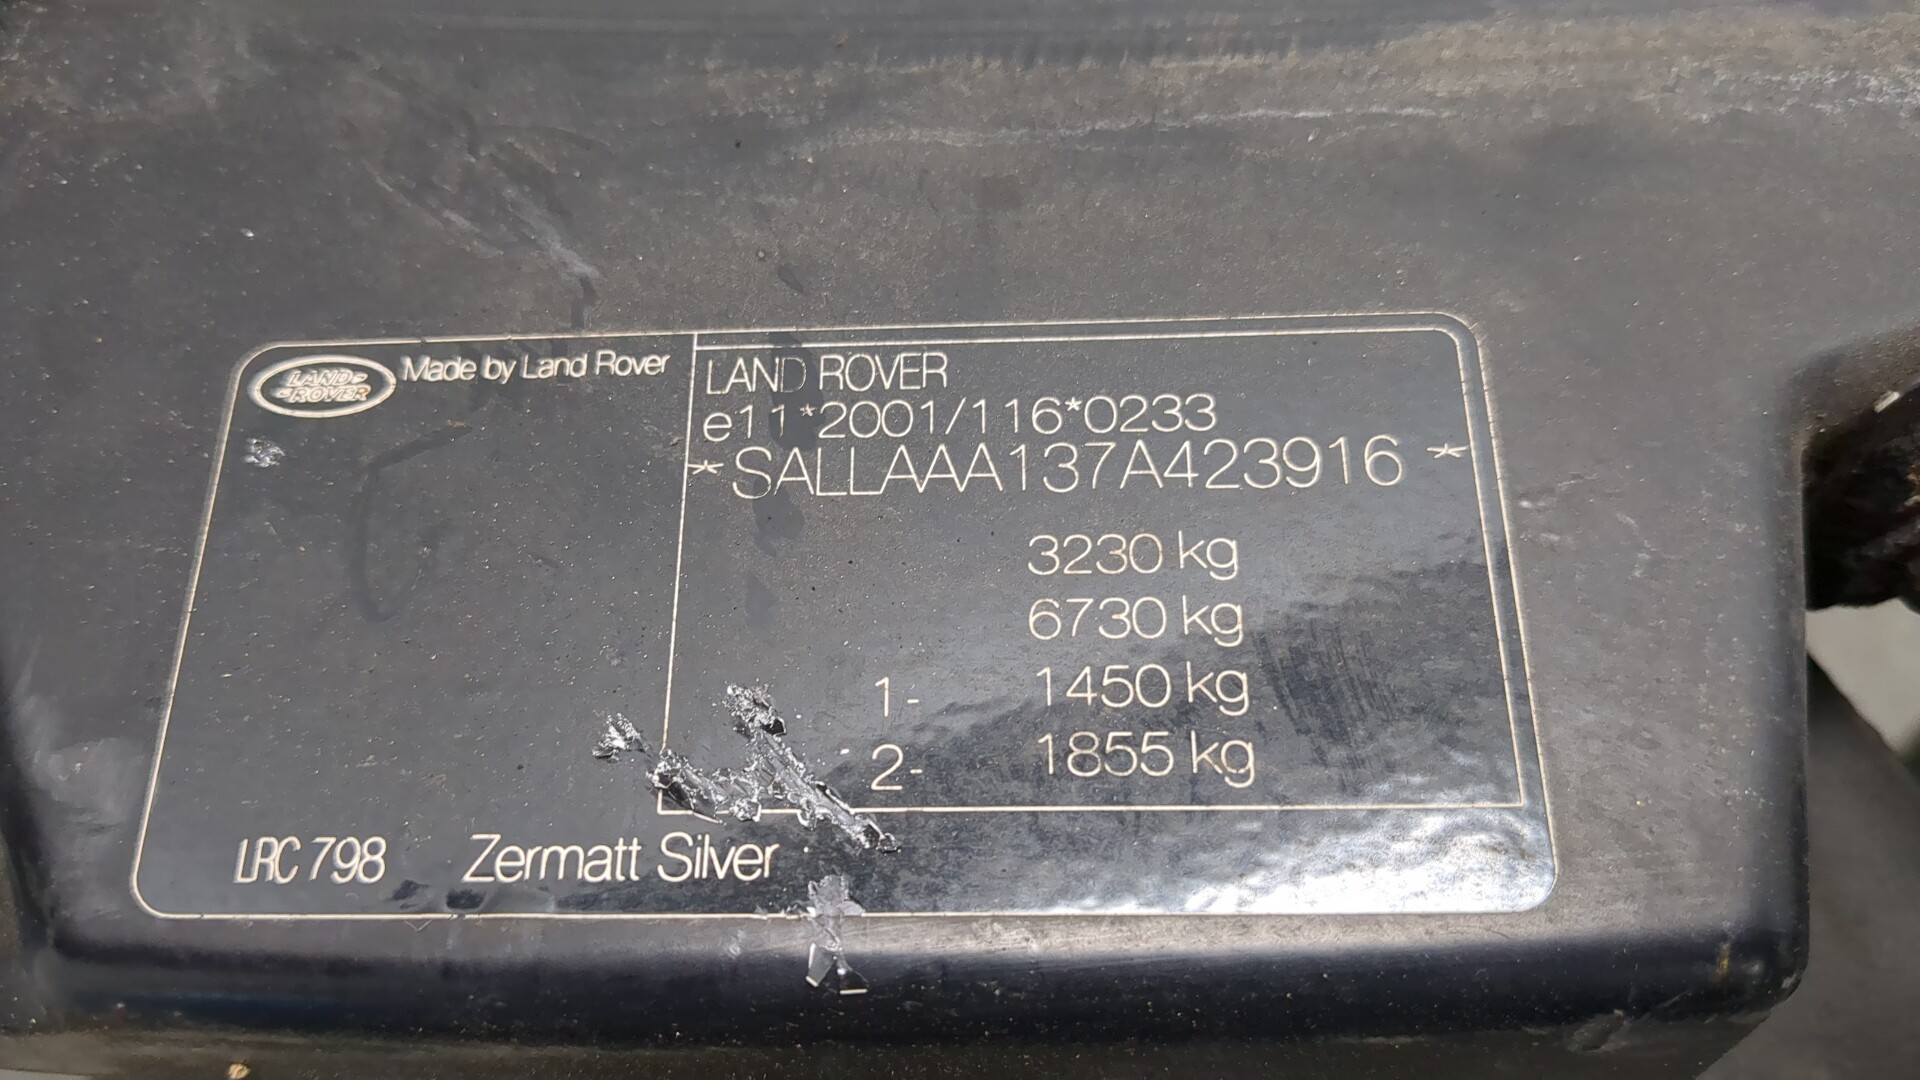 LAND-
-ROVER
Made by Land Rover
LAND ROVER
e11*2001/116*0233
*SALLAAA137A423916*
3230 kg
6730 kg
1- 1450 kg
2- 1855 kg
LRC 798 Zermatt Silver